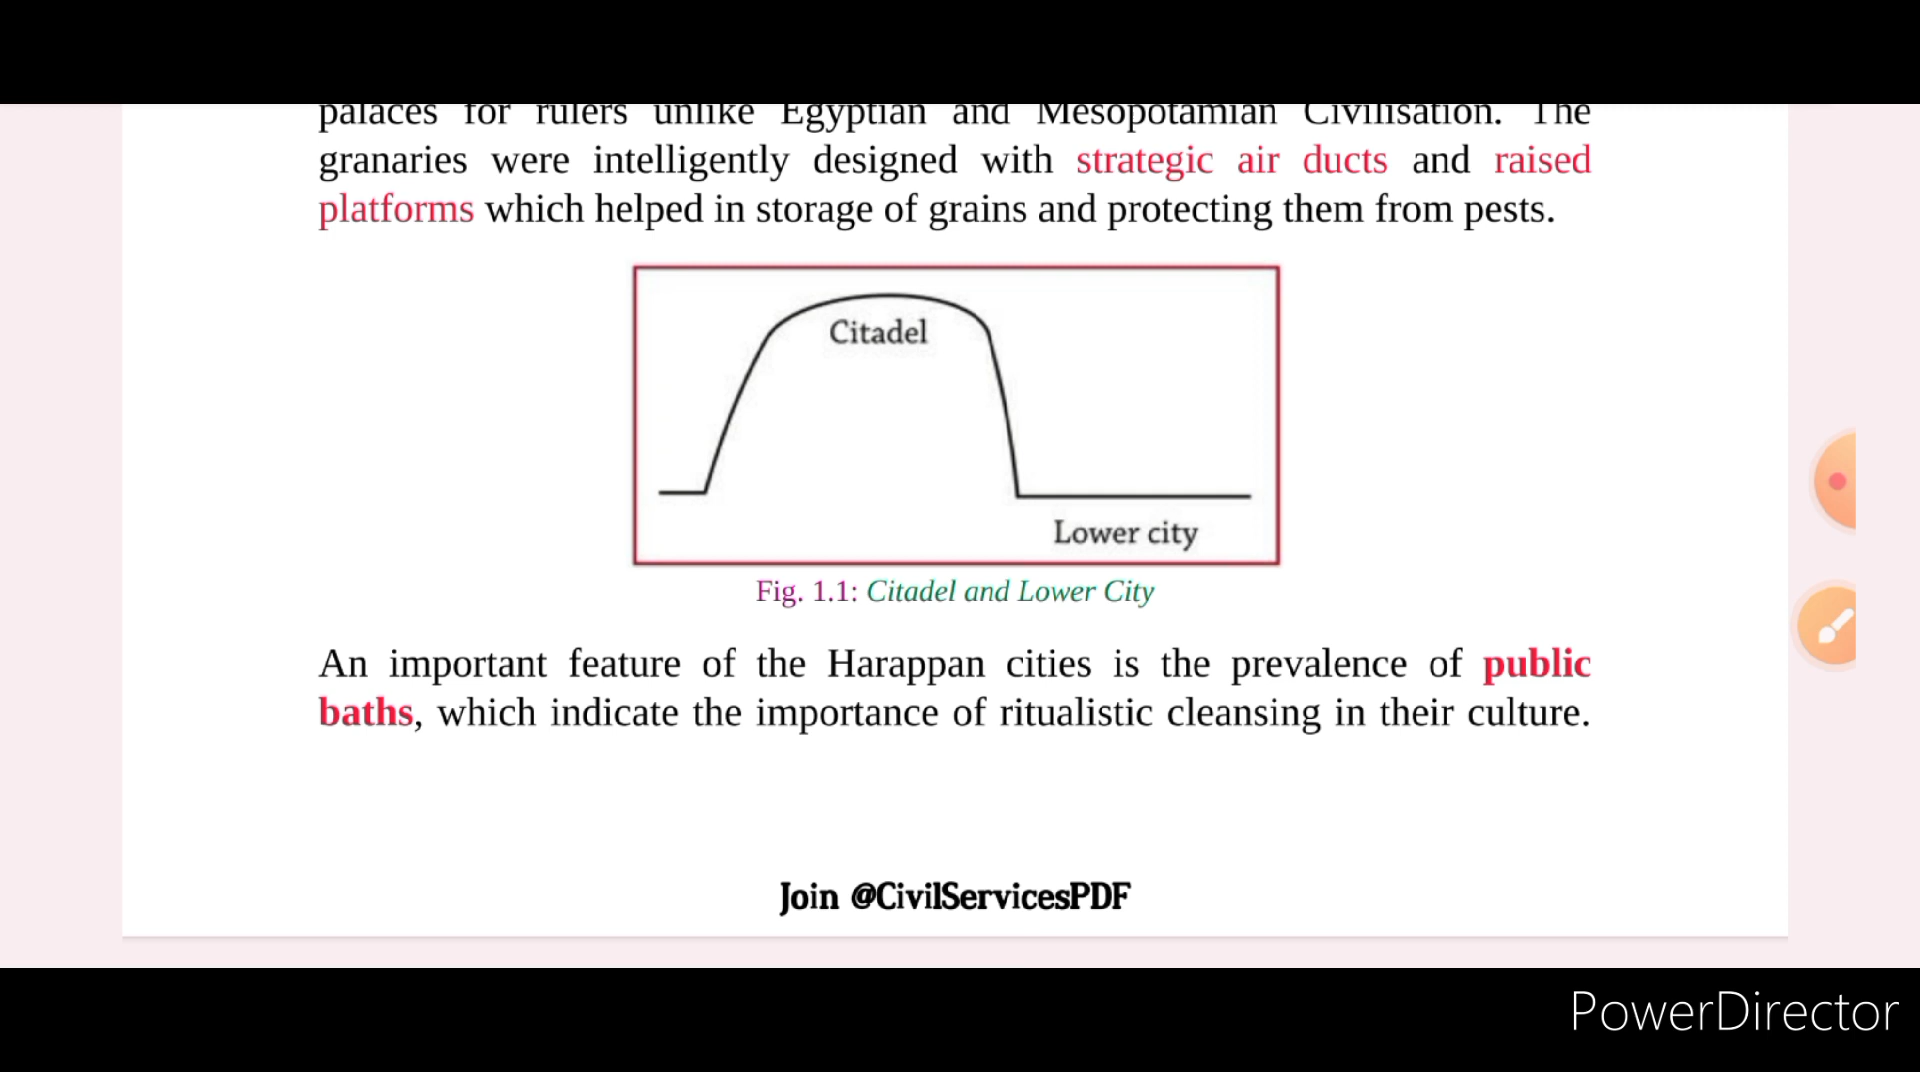 palaces for rulers unlike Egyptian and Mesopotamian Civilisation. The
granaries were intelligently designed with strategic air ducts and raised
platforms which helped in storage of grains and protecting them from pests.
Citadel
Lower city
Fig. 1.1: Citadel and Lower City
An important feature of the Harappan cities is the prevalence of public
baths, which indicate the importance of ritualistic cleansing in their culture.
Join @CivilServicesPDF
PowerDirector